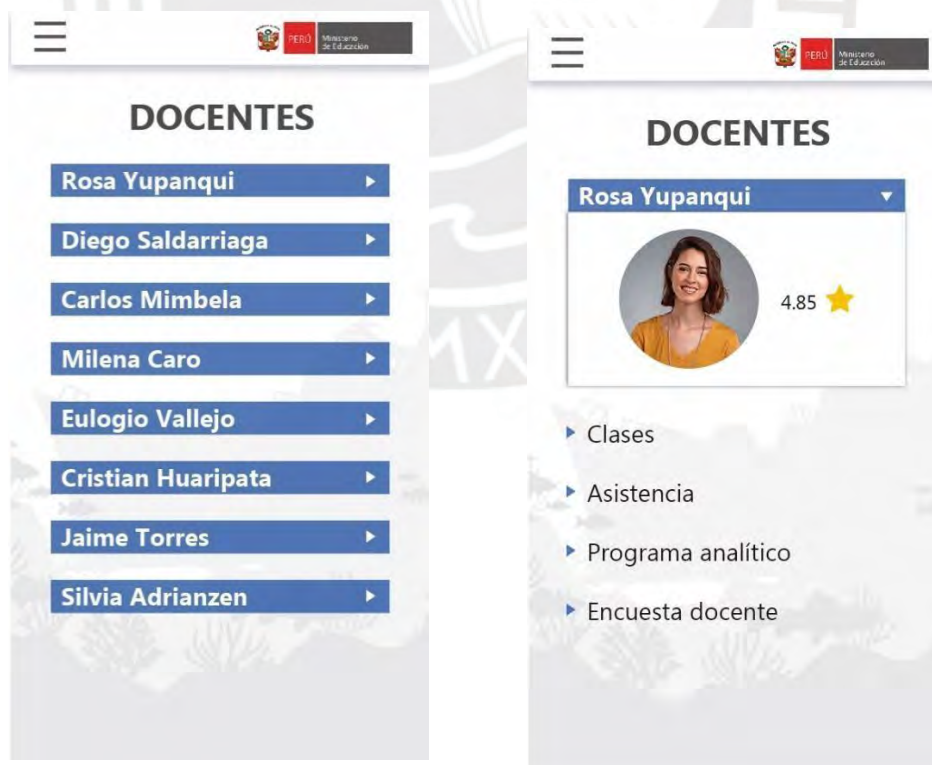 PERÚ
Ministerio
de Educación
DOCENTES
Rosa Yupanqui
Diego Saldarriaga
Carlos Mimbela
Milena Caro
Eulogio Vallejo
Cristian Huaripata
Jaime Torres
Silvia Adrianzen
PERÚ
Ministerio
de Educación
DOCENTES
Rosa Yupanqui
4.85
Clases
Asistencia
Programa analítico
Encuesta docente